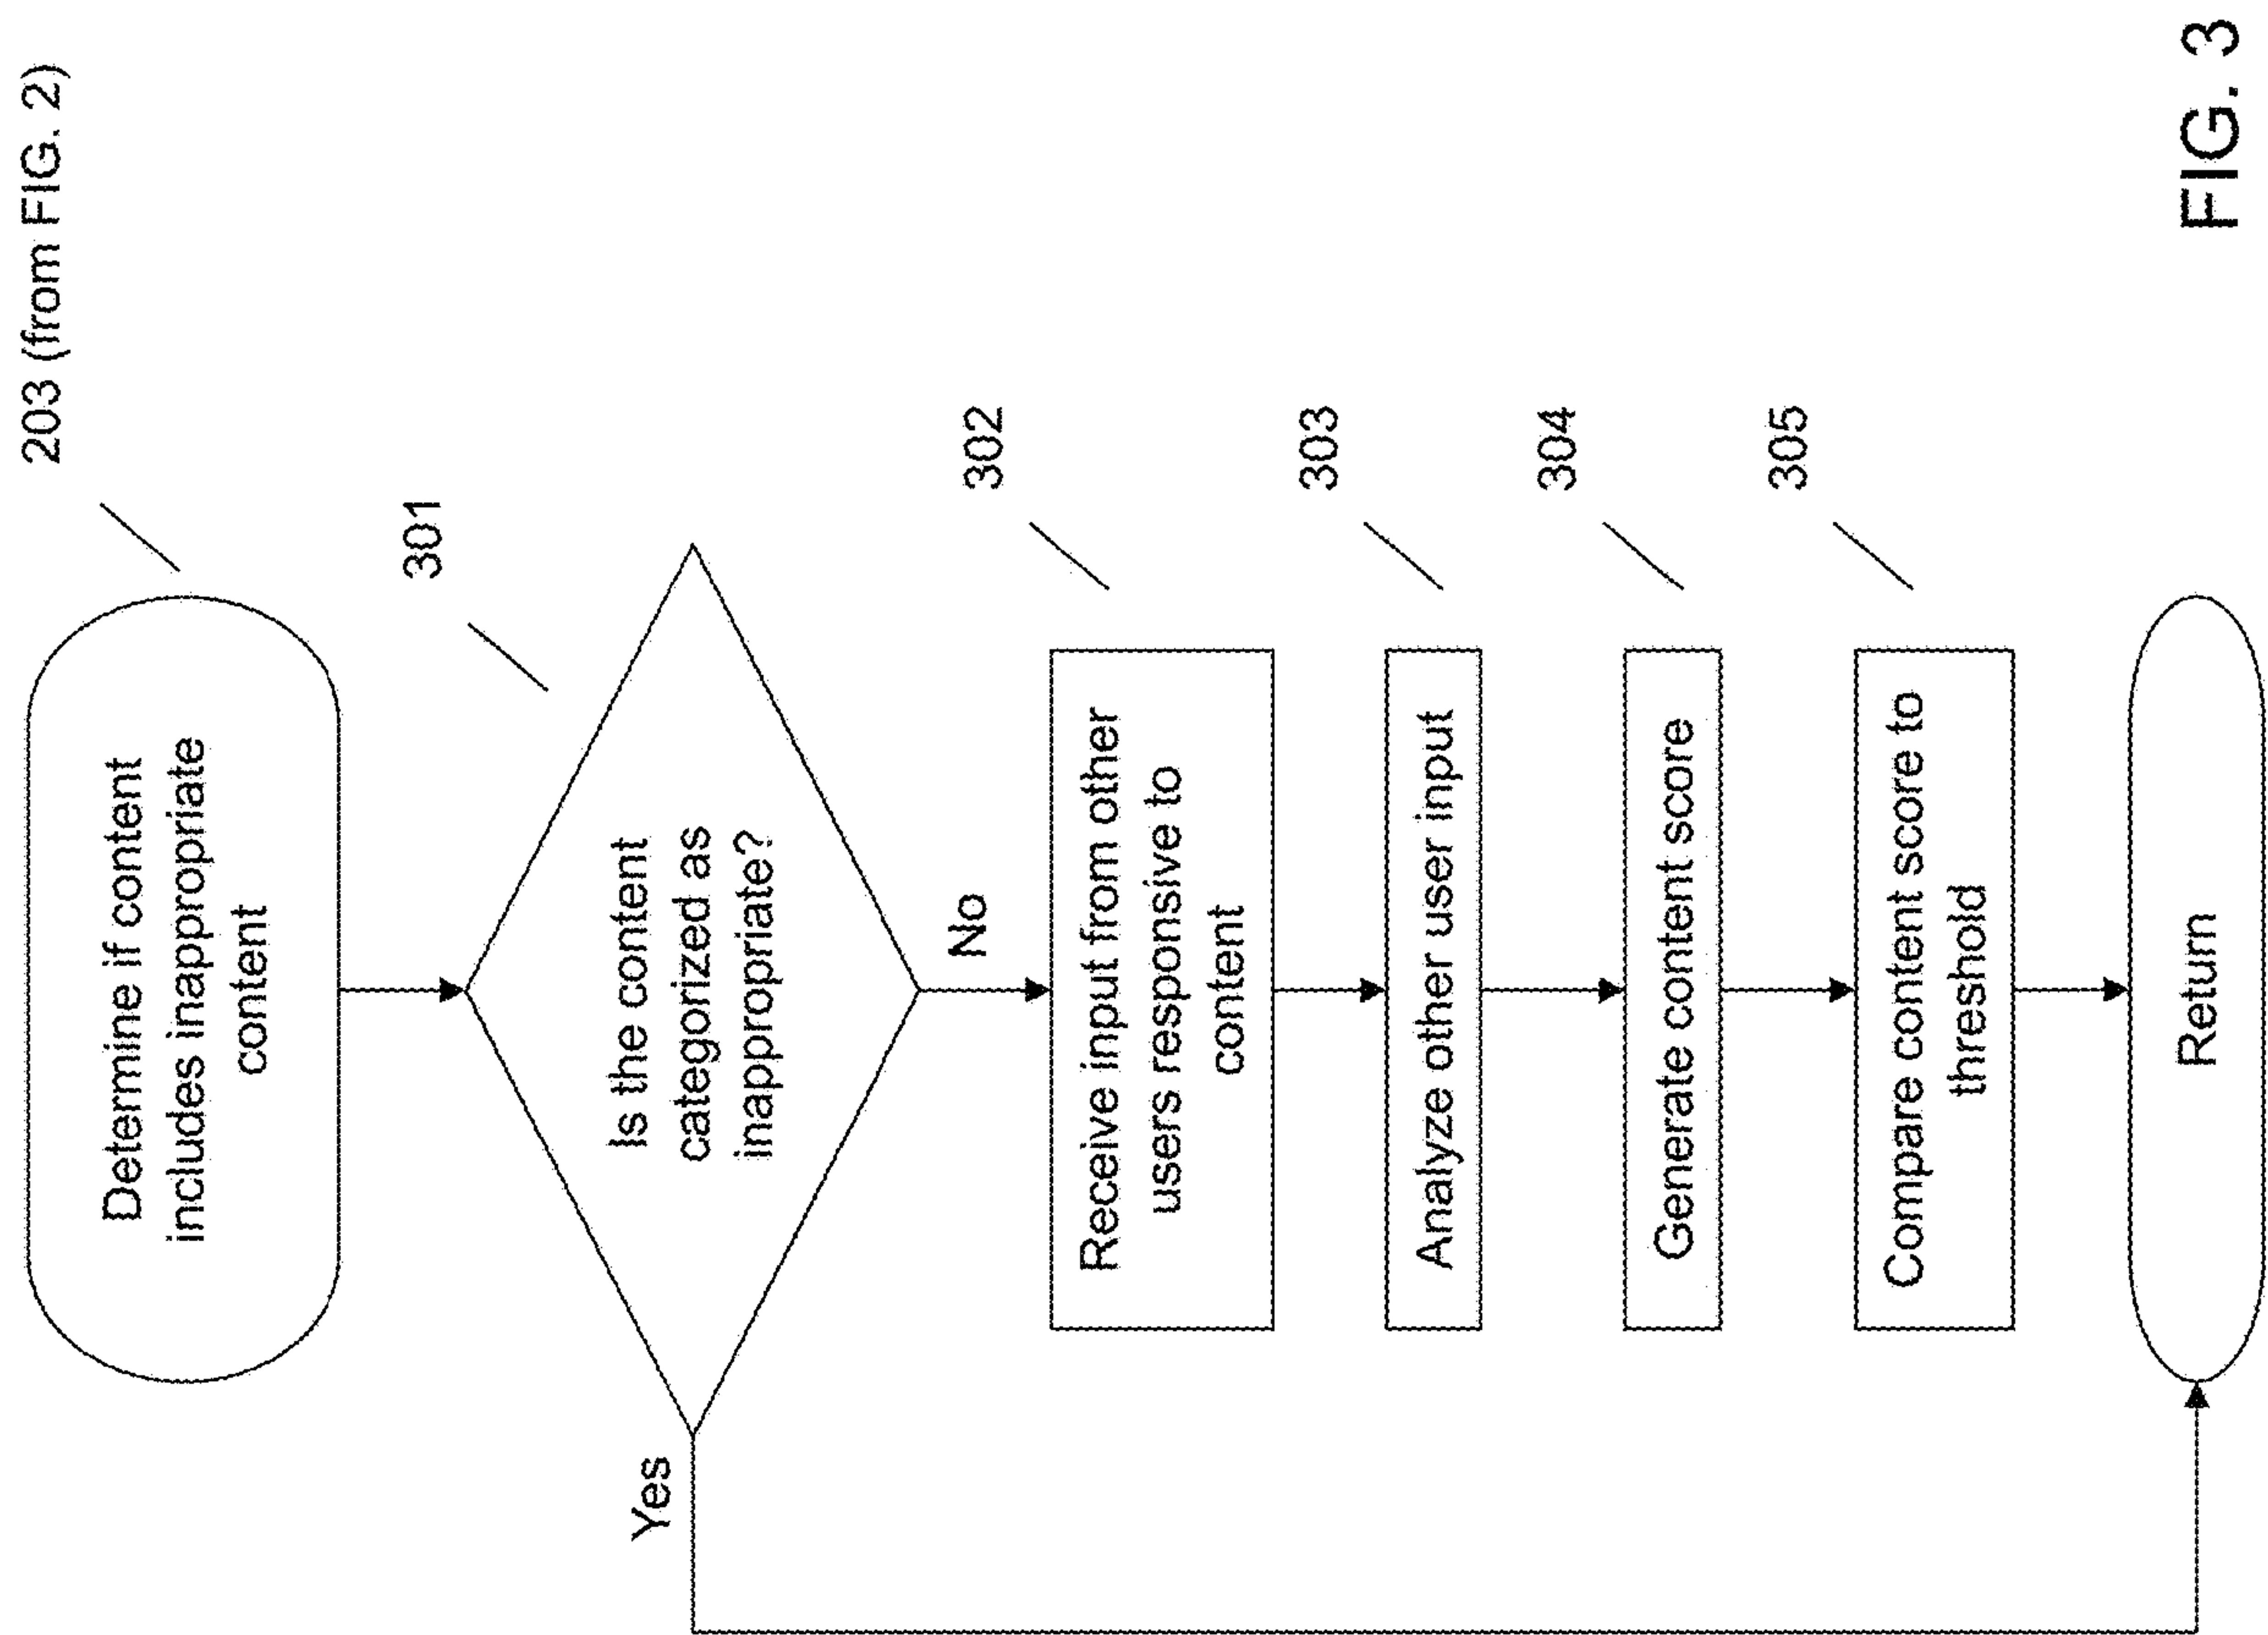 203 (from FIG. 2)
Determine if content
includes inappropriate
content
301
Is the content
categorized as
inappropriate?
Yes
No
302
Receive input from other
users responsive to
content
303
Analyze other user input
304
Generate content score
305
Compare content score to
threshold
Return
FIG. 3